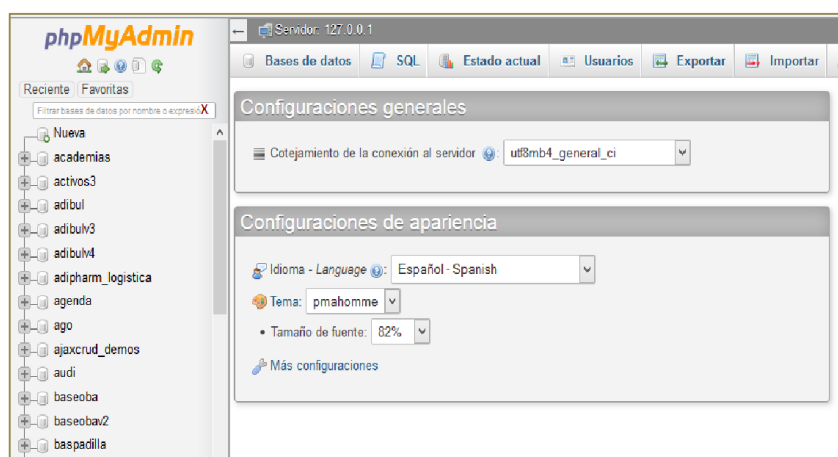 phpMyAdmin
Reciente Favoritas
Filtrar bases de datos por nombre o expresió X
Nueva
academias
activos3
adibul
adibulv3
adibulv4
adipharm_logistica
agenda
ago
ajaxcrud_demos
audi
baseoba
baseobav2
baspadilla
Servidor: 127.0.0.1
Bases de datos SQL Estado actual Usuarios Exportar Importar
Configuraciones generales
Cotejamiento de la conexión al servidor : utf8mb4_general_ci
Configuraciones de apariencia
Idioma - Language : Español - Spanish
Tema: pmahomme
• Tamaño de fuente: 82%
Más configuraciones